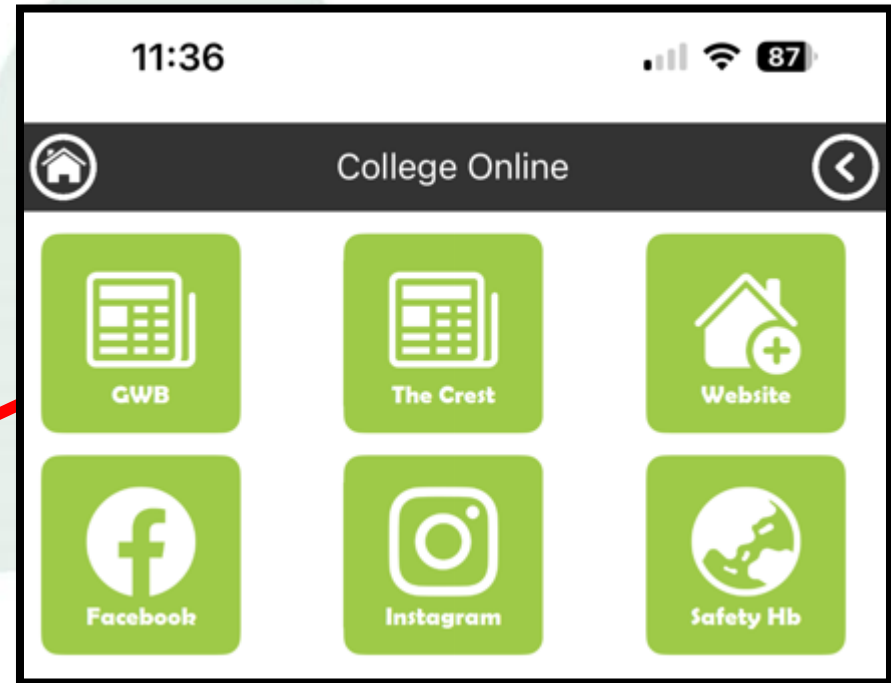 11:36
87
College Online
GWB
The Crest
Website
Facebook
Instagram
Safety Hb